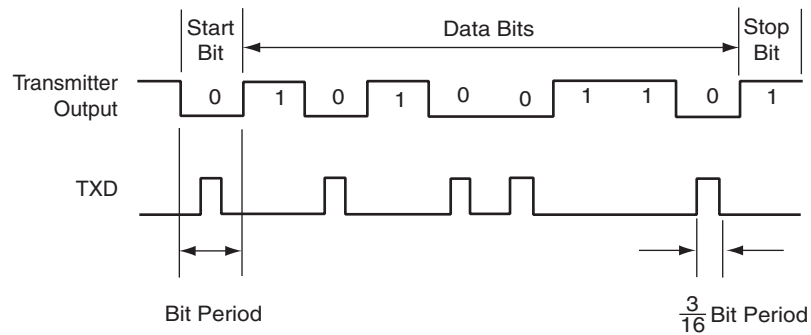 Start
Bit
Data Bits
Stop
Bit
Transmitter
Output
0 1 0 1 0 0 1 1 0 1
TXD
Bit Period
3/16 Bit Period